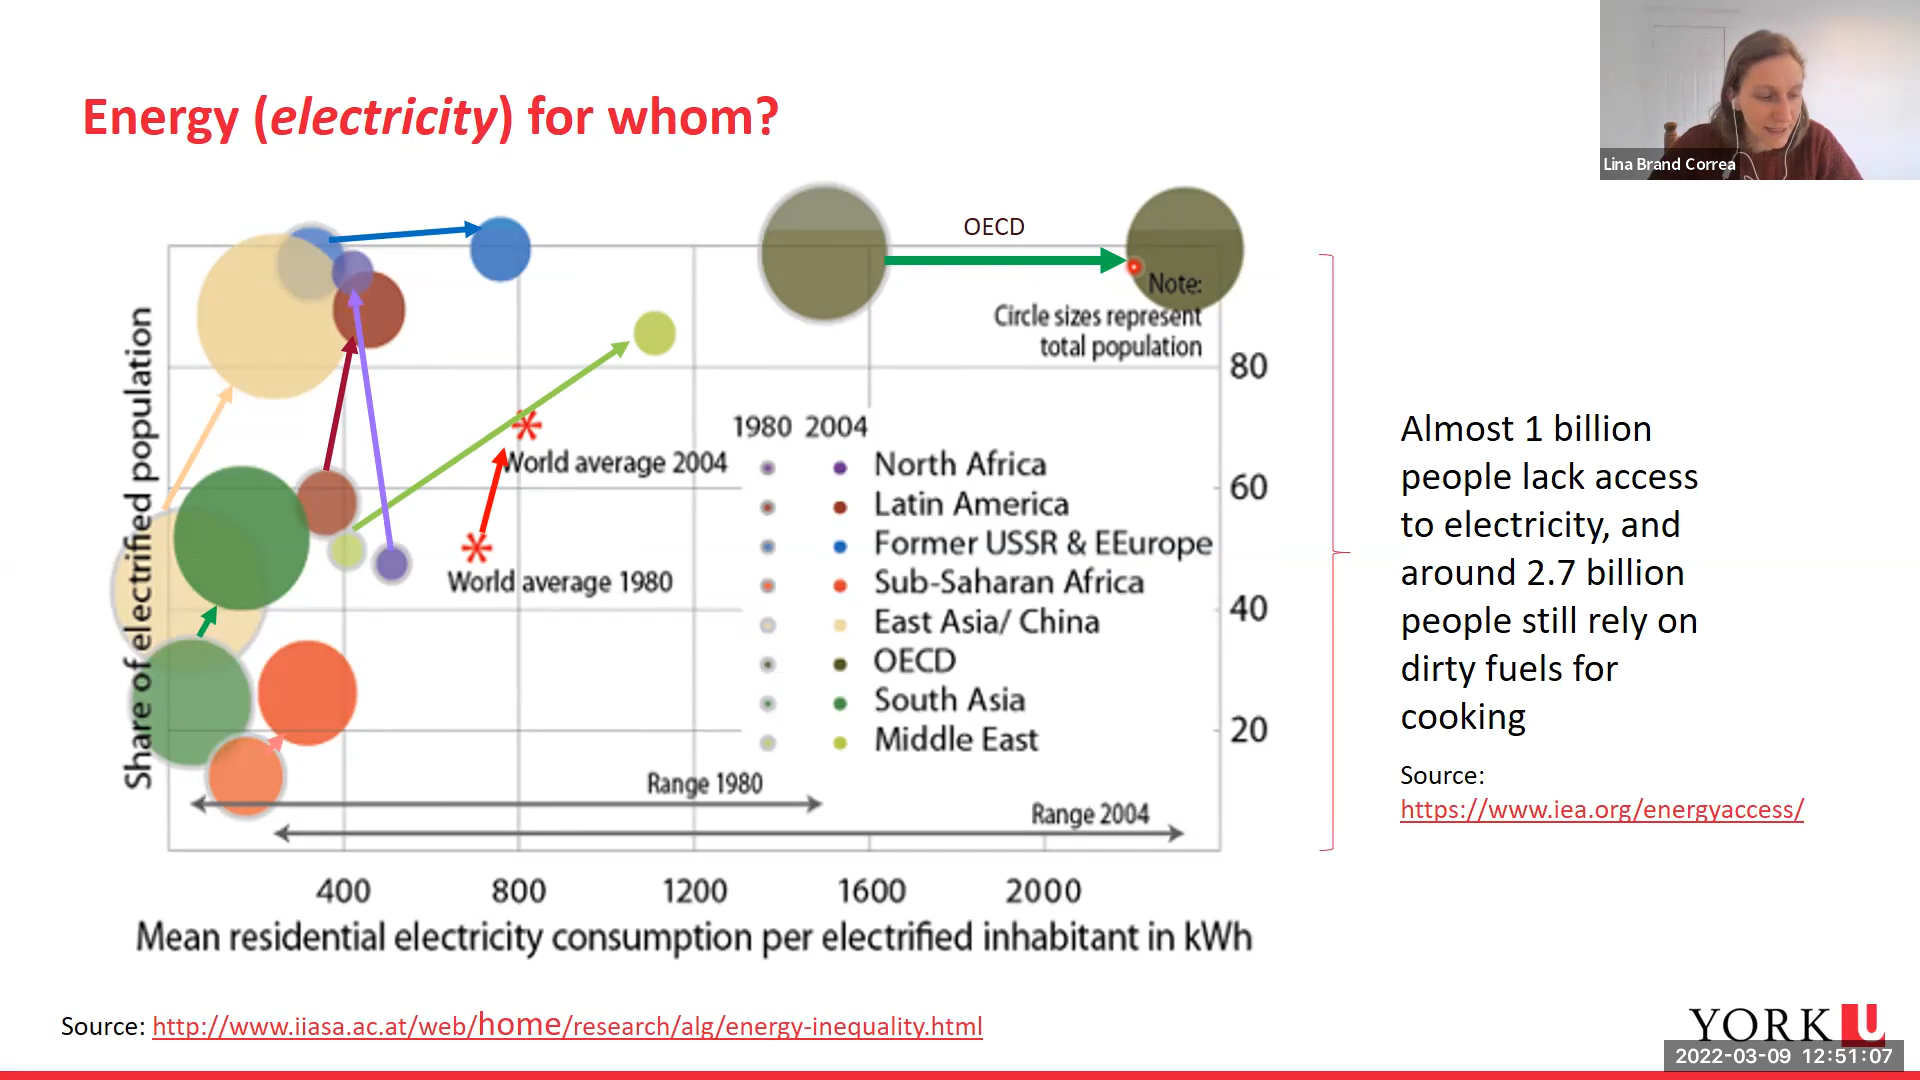 Energy (electricity) for whom?
Lina Brand Correa
OECD
Note:
Circle sizes represent
total population
Share of electrified population
80
60
40
20
1980 2004
North Africa
Latin America
Former USSR & EEurope
Sub-Saharan Africa
East Asia/ China
OECD
South Asia
Middle East
World average 2004
World average 1980
Range 1980
Range 2004
400 800 1200 1600 2000
Mean residential electricity consumption per electrified inhabitant in kWh
Almost 1 billion
people lack access
to electricity, and
around 2.7 billion
people still rely on
dirty fuels for
cooking
Source:
https://www.iea.org/energyaccess/
Source: http://www.iiasa.ac.at/web/home/research/alg/energy-inequality.html
YORK U
2022-03-09 12:51:07